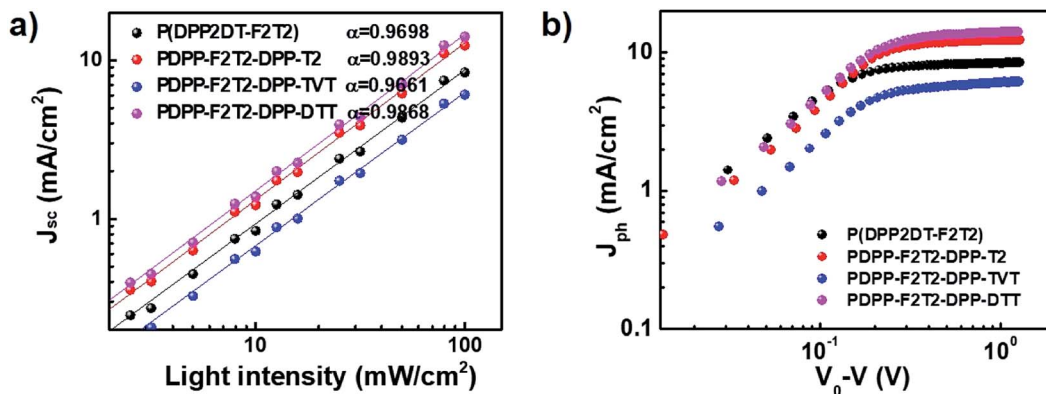 a)
P(DPP2DT-F2T2) α=0.9698
PDPP-F2T2-DPP-T2 α=0.9893
PDPP-F2T2-DPP-TVT α=0.9661
PDPP-F2T2-DPP-DTT α=0.9868
10
1
Jsc (mA/cm²)
10
100
Light intensity (mW/cm²)
b)
10
1
0.1
Jph (mA/cm²)
P(DPP2DT-F2T2)
PDPP-F2T2-DPP-T2
PDPP-F2T2-DPP-TVT
PDPP-F2T2-DPP-DTT
10⁻¹
10⁰
V₀-V (V)